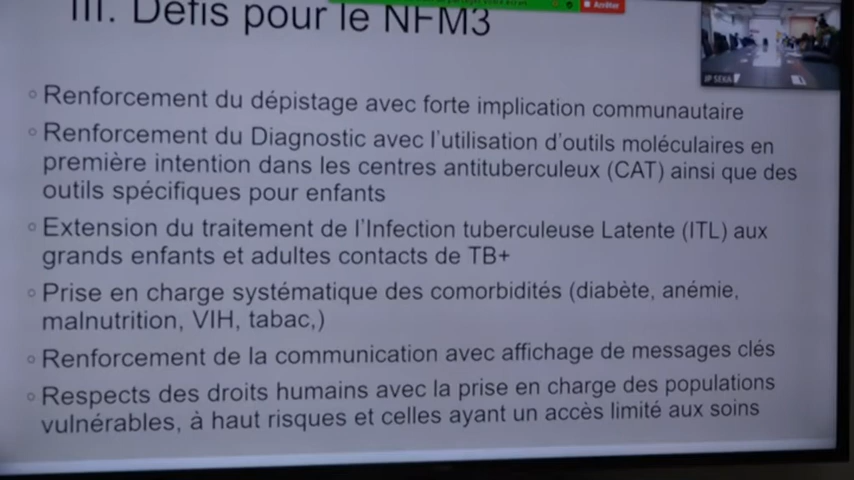 III. Défis pour le NFM3
Arrêter
JP SEKA
◦ Renforcement du dépistage avec forte implication communautaire
◦ Renforcement du Diagnostic avec l'utilisation d'outils moléculaires en
première intention dans les centres antituberculeux (CAT) ainsi que des
outils spécifiques pour enfants
◦ Extension du traitement de l'Infection tuberculeuse Latente (ITL) aux
grands enfants et adultes contacts de TB+
◦ Prise en charge systématique des comorbidités (diabète, anémie,
malnutrition, VIH, tabac,)
◦ Renforcement de la communication avec affichage de messages clés
◦ Respects des droits humains avec la prise en charge des populations
vulnérables, à haut risques et celles ayant un accès limité aux soins